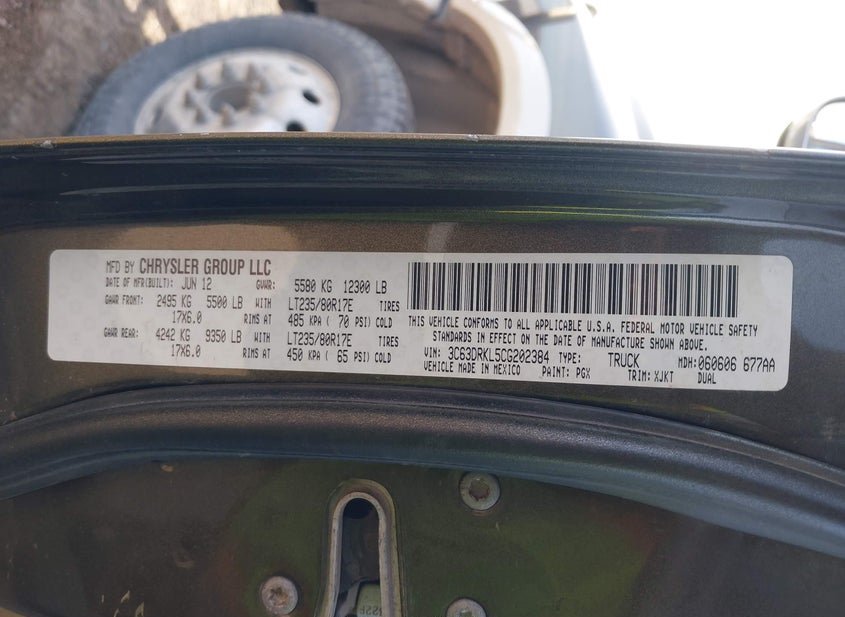 MFD BY CHRYSLER GROUP LLC
DATE OF MFR(BUILT): JUN 12 GVWR: 5580 KG 12300 LB
GAWR FRONT: 2495 KG 5500 LB WITH LT235/80R17E TIRES
17X6.0 RIMS AT 485 KPA ( 70 PSI) COLD
GAWR REAR: 4242 KG 9350 LB WITH LT235/80R17E TIRES
17X6.0 RIMS AT 450 KPA ( 65 PSI) COLD
THIS VEHICLE CONFORMS TO ALL APPLICABLE U.S.A. FEDERAL MOTOR VEHICLE SAFETY
STANDARDS IN EFFECT ON THE DATE OF MANUFACTURE SHOWN ABOVE.
VIN: 3C63DRKL5CG202384 TYPE: TRUCK MDH:060606 677AA
VEHICLE MADE IN MEXICO PAINT: PGX TRIM: XJKT DUAL